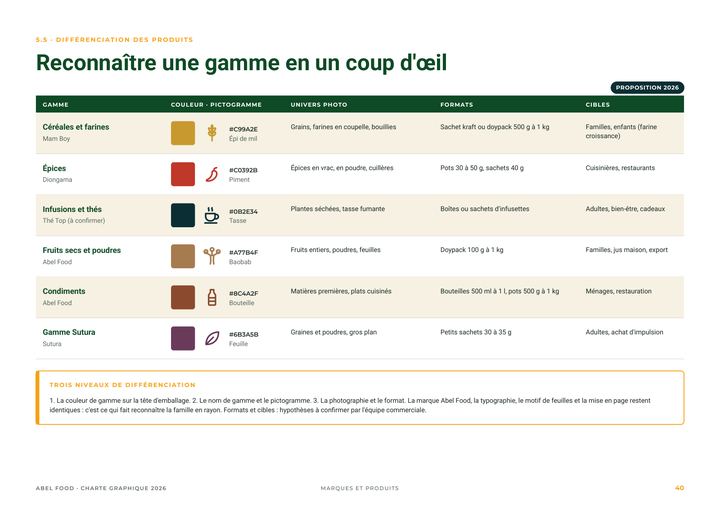 5.5 · DIFFÉRENCIATION DES PRODUITS
Reconnaître une gamme en un coup d'œil
PROPOSITION 2026
GAMME COULEUR · PICTOGRAMME UNIVERS PHOTO FORMATS CIBLES
Céréales et farines
Mam Boy
#C99A2E
Épi de mil
Grains, farines en coupelle, bouillies
Sachet kraft ou doypack 500 g à 1 kg
Familles, enfants (farine
croissance)
Épices
Diongama
#C0392B
Piment
Épices en vrac, en poudre, cuillères
Pots 30 à 50 g, sachets 40 g
Cuisinières, restaurants
Infusions et thés
Thé Top (à confirmer)
#0B2E34
Tasse
Plantes séchées, tasse fumante
Boîtes ou sachets d'infusettes
Adultes, bien-être, cadeaux
Fruits secs et poudres
Abel Food
#A77B4F
Baobab
Fruits entiers, poudres, feuilles
Doypack 100 g à 1 kg
Familles, jus maison, export
Condiments
Abel Food
#8C4A2F
Bouteille
Matières premières, plats cuisinés
Bouteilles 500 ml à 1 l, pots 500 g à 1 kg
Ménages, restauration
Gamme Sutura
Sutura
#6B3A5B
Feuille
Graines et poudres, gros plan
Petits sachets 30 à 35 g
Adultes, achat d'impulsion
TROIS NIVEAUX DE DIFFÉRENCIATION
1. La couleur de gamme sur la tête d'emballage. 2. Le nom de gamme et le pictogramme. 3. La photographie et le format. La marque Abel Food, la typographie, le motif de feuilles et la mise en page restent
identiques : c'est ce qui fait reconnaître la famille en rayon. Formats et cibles : hypothèses à confirmer par l'équipe commerciale.
ABEL FOOD · CHARTE GRAPHIQUE 2026 MARQUES ET PRODUITS 40